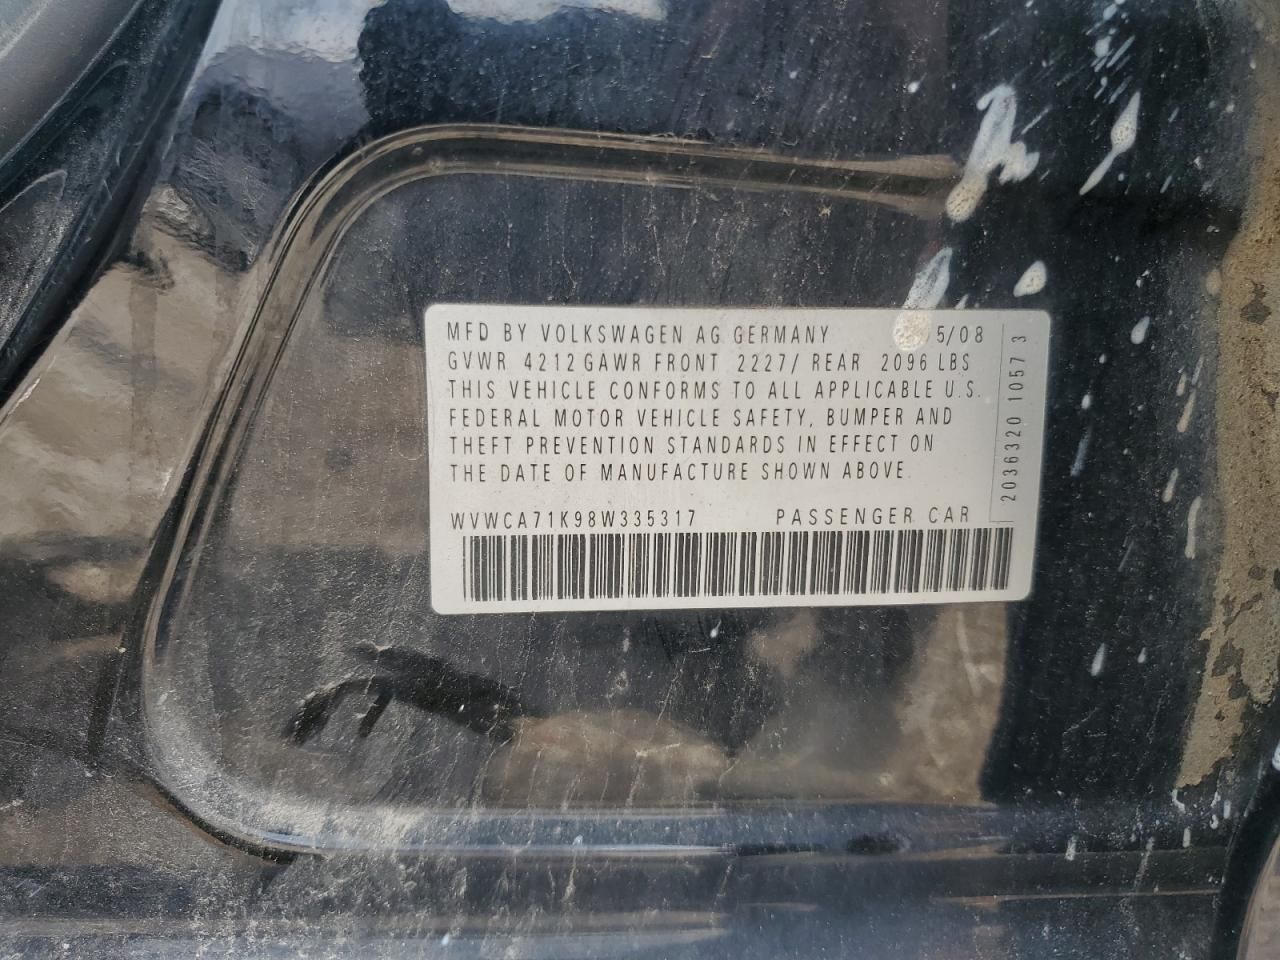 MFD BY VOLKSWAGEN AG GERMANY 5/08
GVWR 4212 GAWR FRONT 2227/ REAR 2096 LBS
THIS VEHICLE CONFORMS TO ALL APPLICABLE U.S.
FEDERAL MOTOR VEHICLE SAFETY, BUMPER AND
THEFT PREVENTION STANDARDS IN EFFECT ON
THE DATE OF MANUFACTURE SHOWN ABOVE.
WVWCA71K98W335317 PASSENGER CAR
2036320 10573